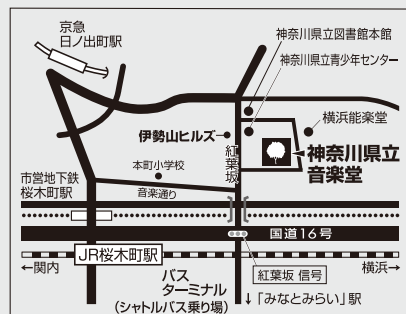 京急
日ノ出町駅
神奈川県立図書館本館
神奈川県立青少年センター
横浜能楽堂
伊勢山ヒルズ
紅葉坂
神奈川県立
音楽堂
本町小学校
市営地下鉄
桜木町駅
音楽通り
国道16号
JR桜木町駅
←関内
バス
ターミナル
(シャトルバス乗り場)
紅葉坂 信号
横浜→
↓「みなとみらい」駅